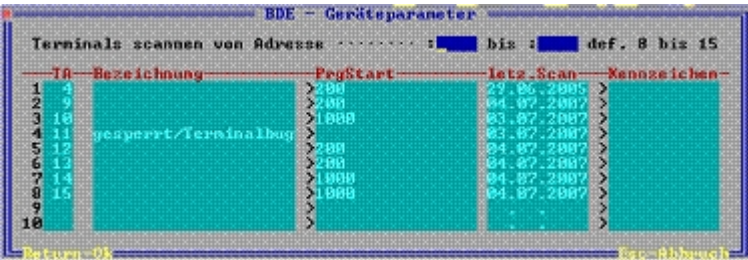 BDE - Geräteparameter
Terminals scannen von Adresse ········ : bis : def. 8 bis 15
TA Bezeichnung PrgStart letz.Scan Kennzeichen
1 4 >200 29.06.2005 >
2 9 >200 04.07.2007 >
3 10 >1000 03.07.2007 >
4 11 gesperrt/Terminalbug > 03.07.2007 >
5 12 >200 04.07.2007 >
6 13 >200 04.07.2007 >
7 14 >1000 04.07.2007 >
8 15 >1000 04.07.2007 >
9 > . . >
10 > . . >
Return-Ok Esc-Abbruch